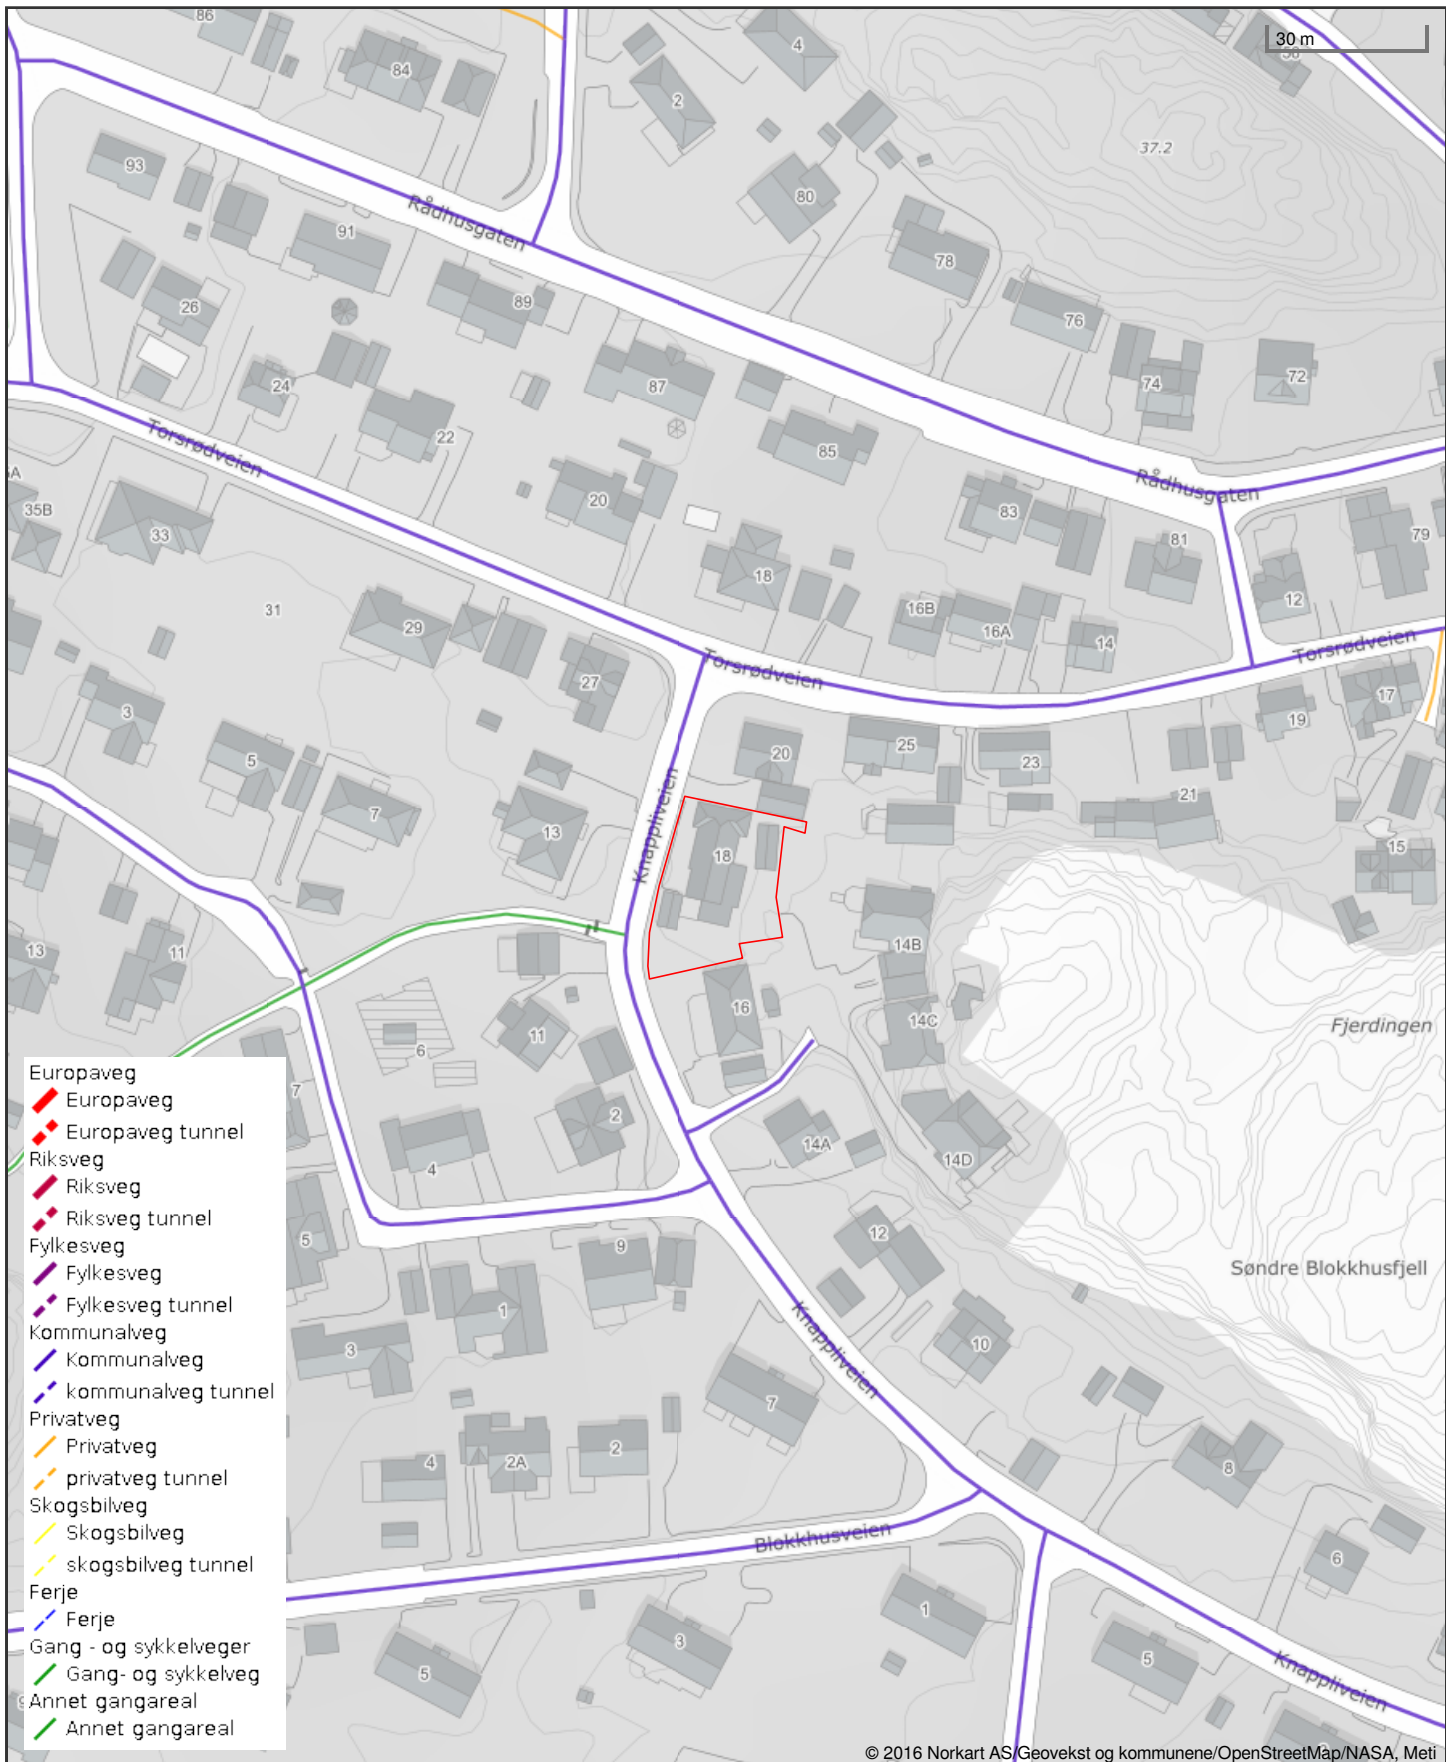 86
84
4
30 m
58
2
37.2
93
80
Rådhusgaten
91
78
26
89
76
24
87
74
72
22
85
Torsrødveien
20
Rådhusgaten
35B
33
83
81
79
18
31
29
16B
16A
14
12
27
Torsrødveien
Torsrødveien
3
5
20
25
23
19
17
7
13
Knappliveien
18
21
15
13
11
14B
16
14C
Fjerdingen
11
6
7
2
14A
14D
4
5
9
12
Søndre Blokkhusfjell
1
3
Knappliveien
10
7
4
2A
2
8
Blokkhusveien
6
1
3
5
5
Knappliveien
Europaveg
Europaveg
Europaveg tunnel
Riksveg
Riksveg
Riksveg tunnel
Fylkesveg
Fylkesveg
Fylkesveg tunnel
Kommunalveg
Kommunalveg
kommunalveg tunnel
Privatveg
Privatveg
privatveg tunnel
Skogsbilveg
Skogsbilveg
skogsbilveg tunnel
Ferje
Ferje
Gang - og sykkelveger
Gang- og sykkelveg
Annet gangareal
Annet gangareal
© 2016 Norkart AS/Geovekst og kommunene/OpenStreetMap/NASA, Meti